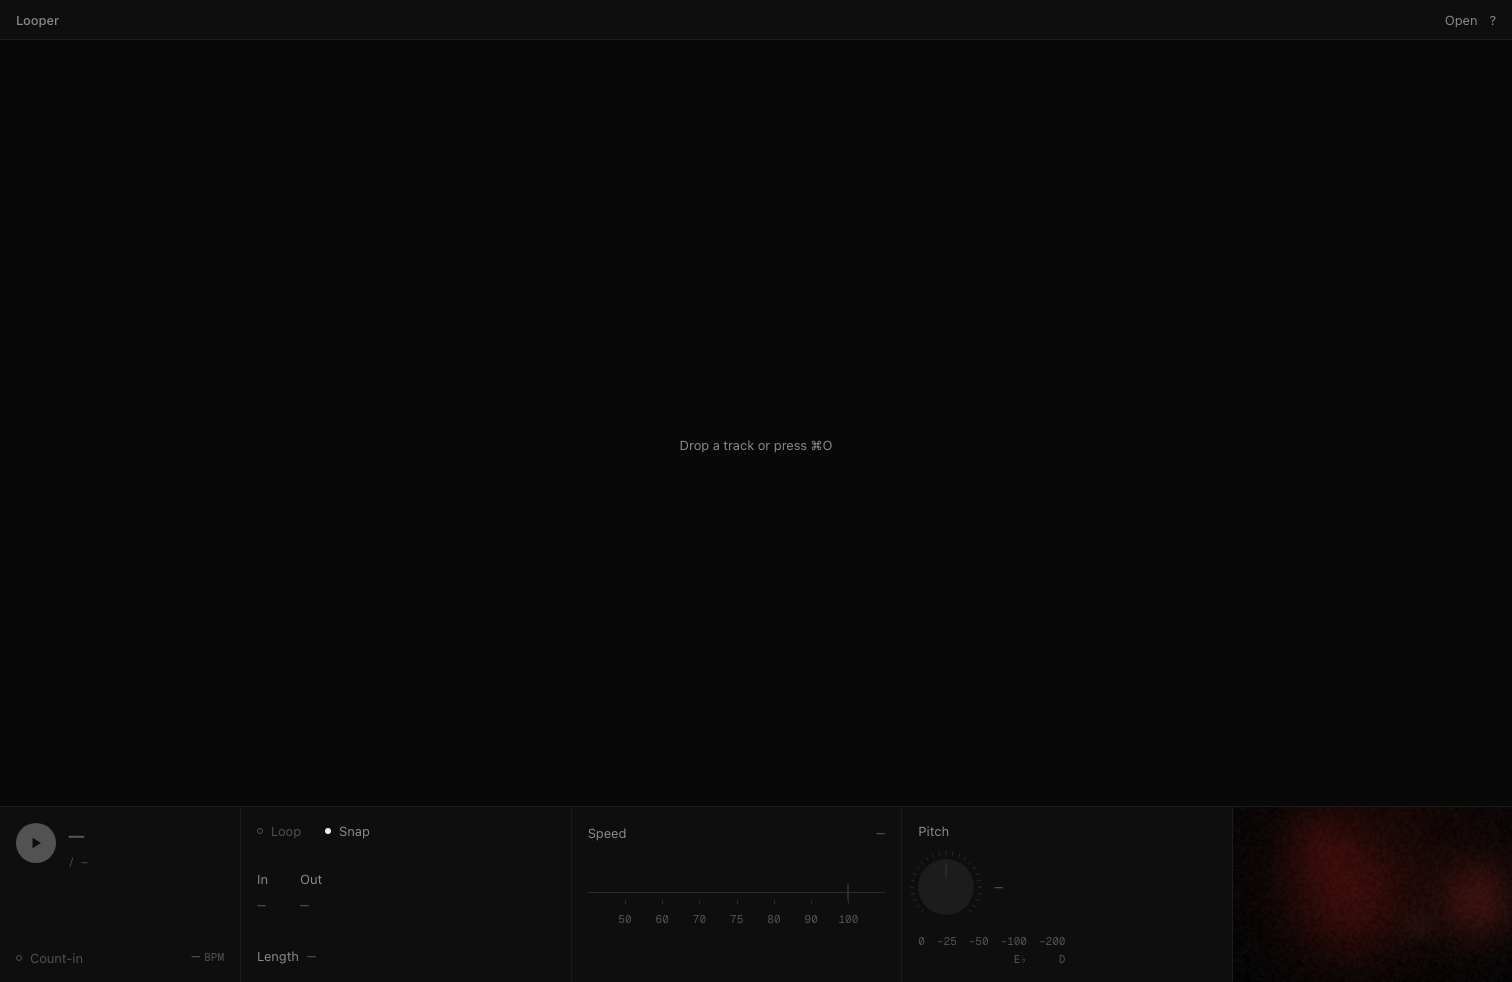 Looper
Open ?
Drop a track or press ⌘O
—
/ –
Count-in
— BPM
Loop Snap
In Out
– –
Length –
Speed –
50 60 70 75 80 90 100
Pitch
–
0 -25 -50 -100 -200
E♭ D